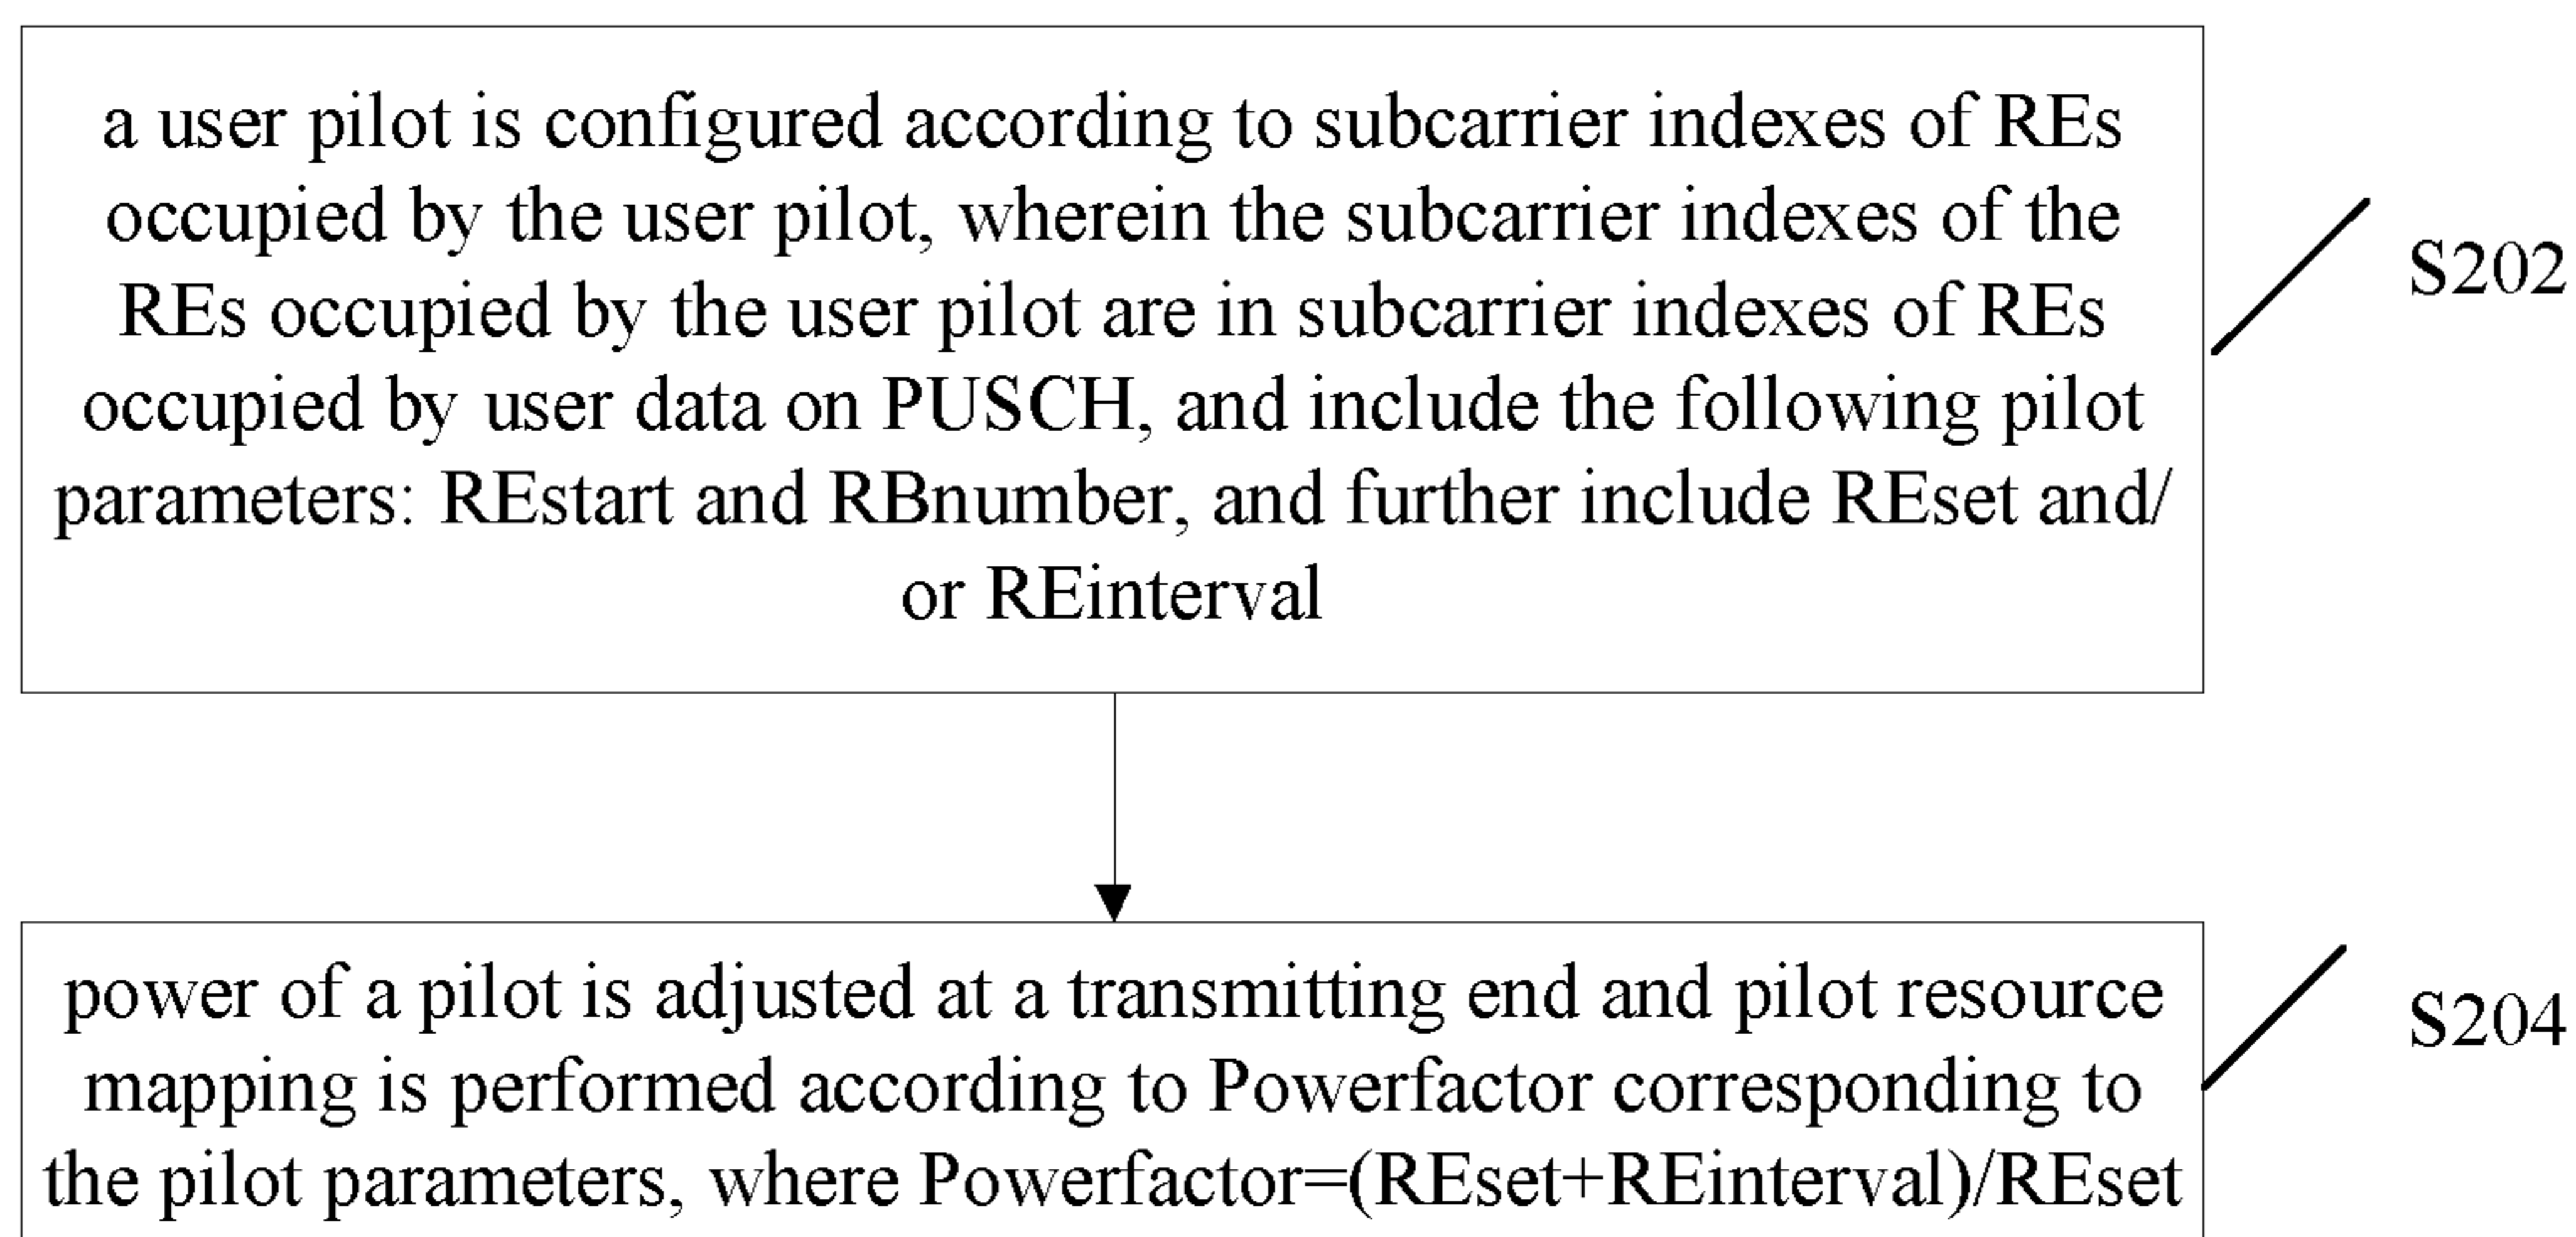 a user pilot is configured according to subcarrier indexes of REs
occupied by the user pilot, wherein the subcarrier indexes of the
REs occupied by the user pilot are in subcarrier indexes of REs
occupied by user data on PUSCH, and include the following pilot
parameters: REstart and RBnumber, and further include REset and/
or REinterval
S202
power of a pilot is adjusted at a transmitting end and pilot resource
mapping is performed according to Powerfactor corresponding to
the pilot parameters, where Powerfactor=(REset+REinterval)/REset
S204